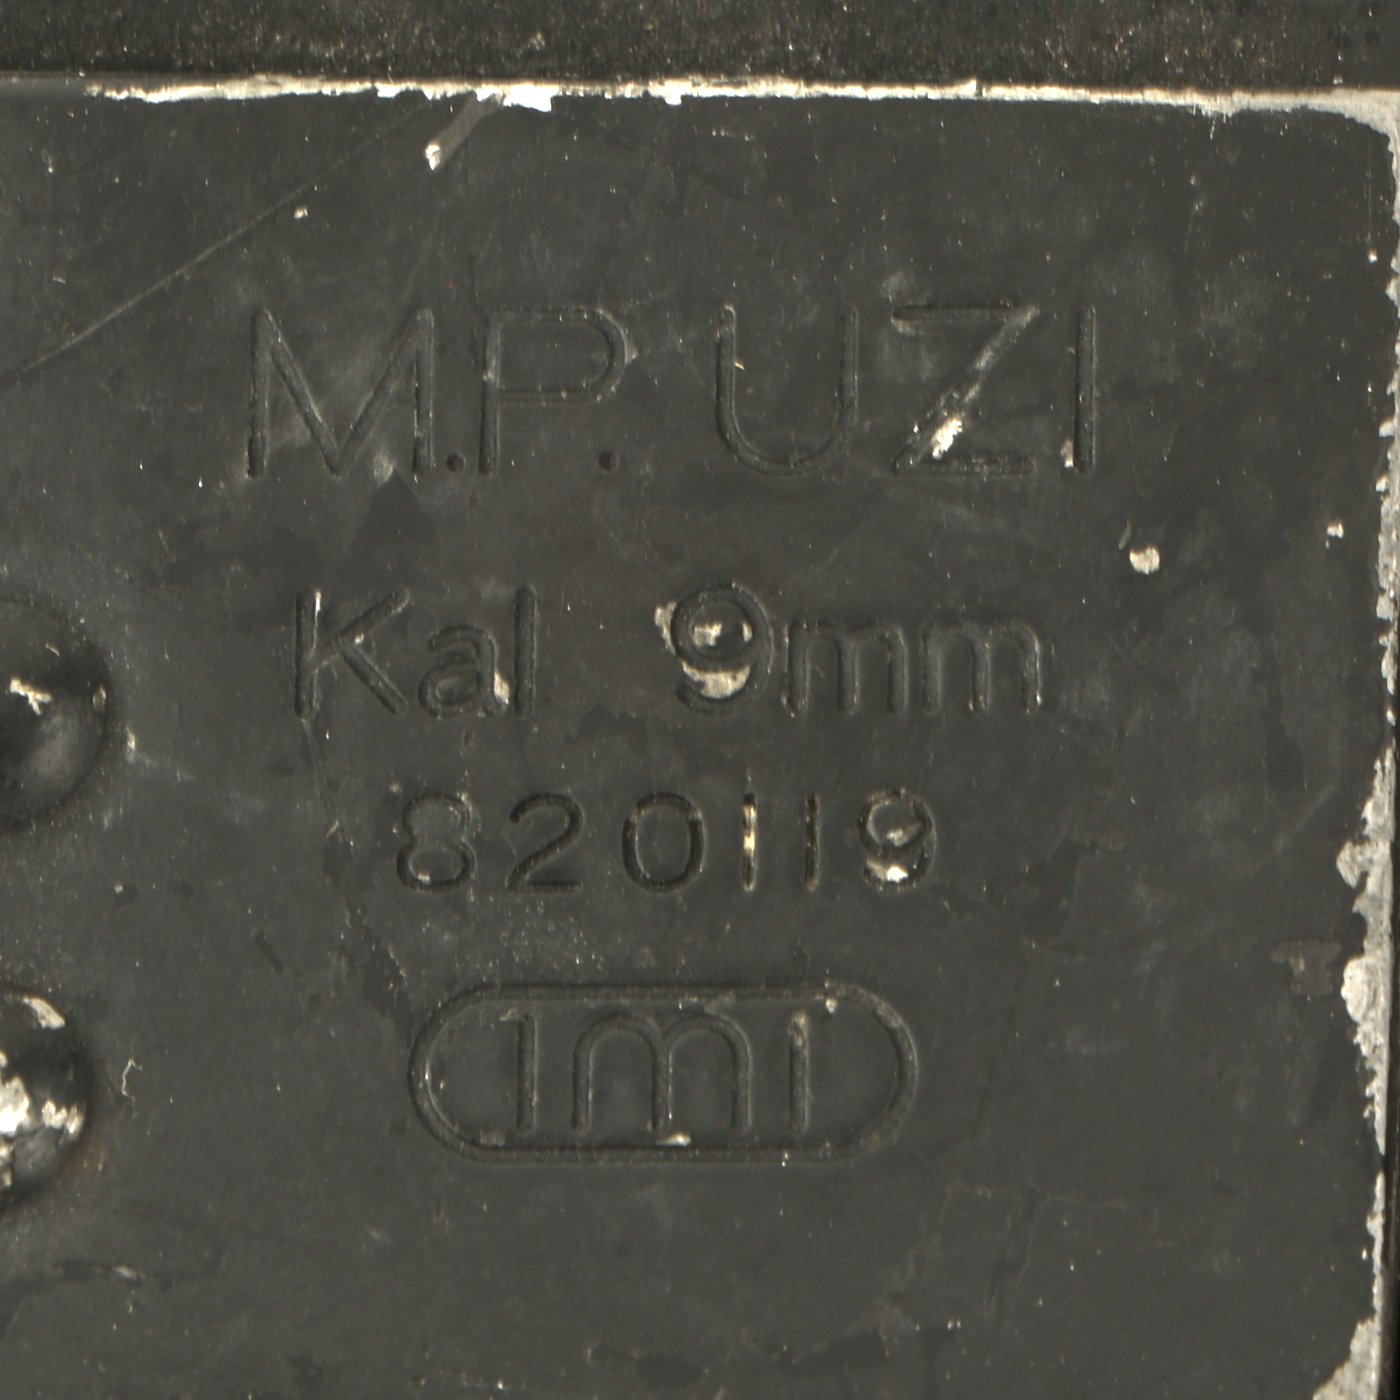 M.P. UZI
Kal 9mm
820119
IMI